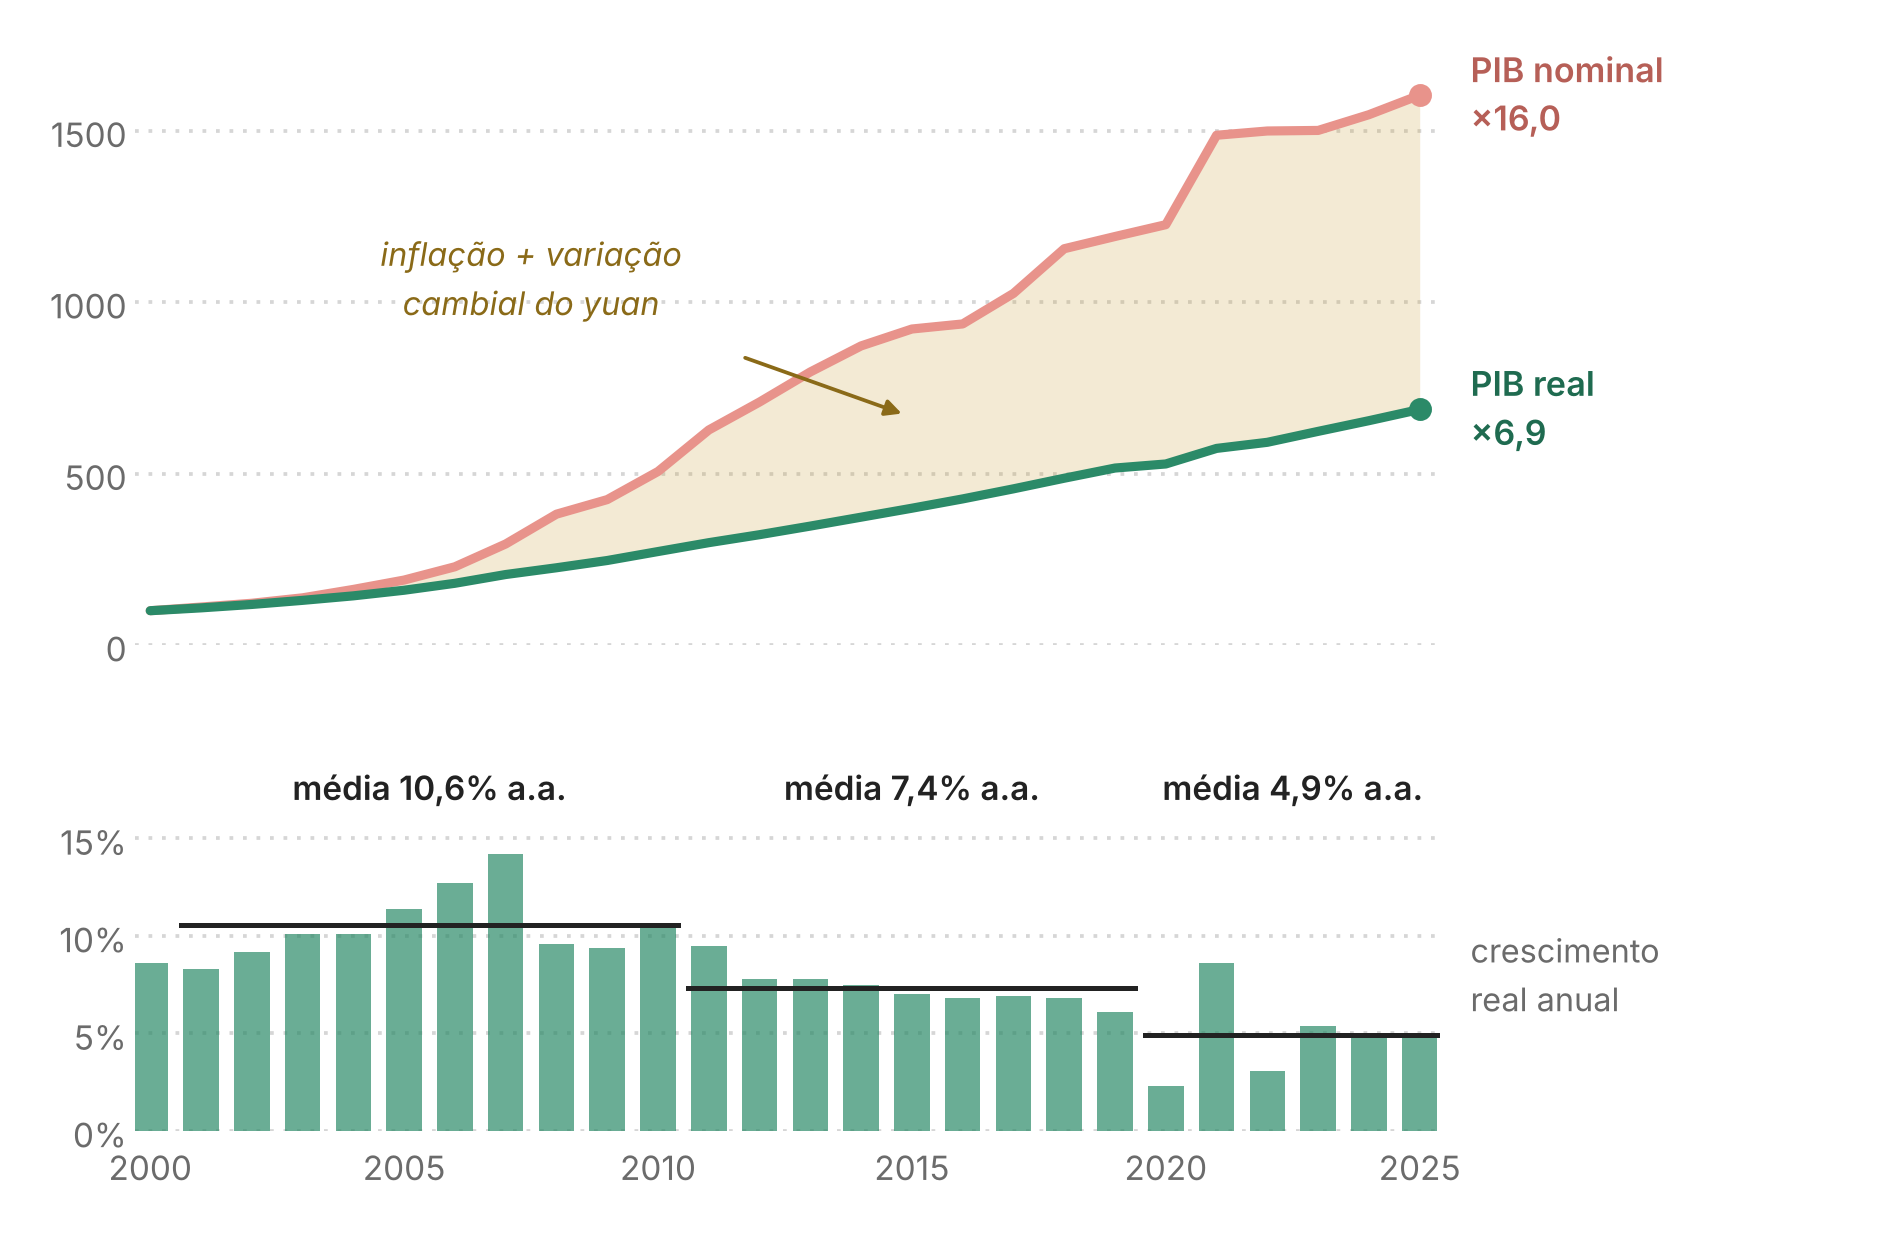 PIB nominal
×16,0
1500
inflação + variação
cambial do yuan
1000
PIB real
×6,9
500
0
média 10,6% a.a.
média 7,4% a.a.
média 4,9% a.a.
15%
10%
crescimento
real anual
5%
0%
2000
2005
2010
2015
2020
2025